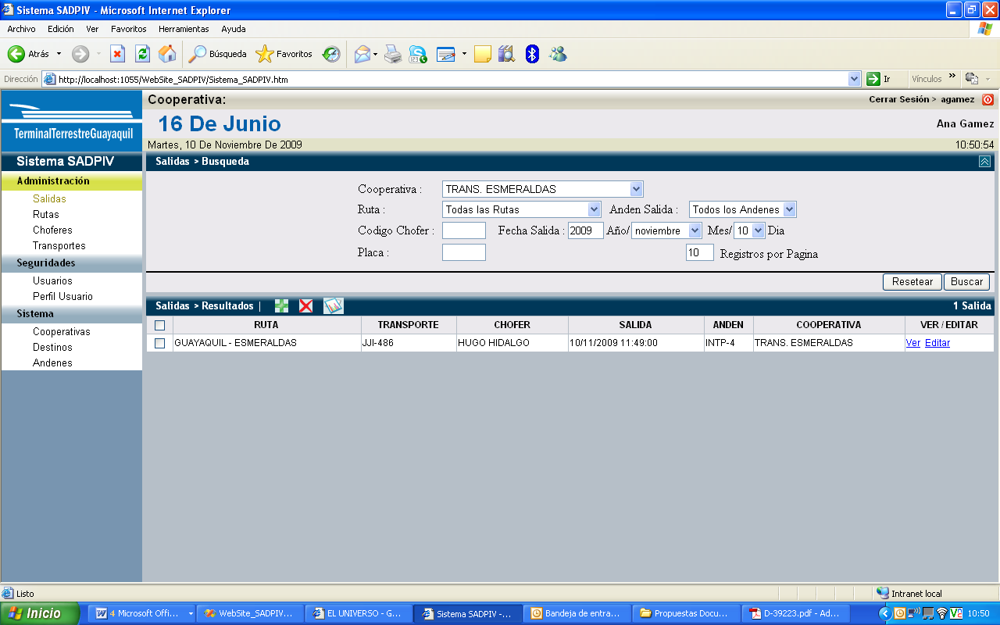 Sistema SADPIV - Microsoft Internet Explorer
Archivo Edición Ver Favoritos Herramientas Ayuda
Atrás Búsqueda Favoritos
Dirección http://localhost:1055/WebSite_SADPIV/Sistema_SADPIV.htm Ir Vínculos »
TerminalTerrestreGuayaquil
Cooperativa: Cerrar Sesión > agamez
16 De Junio Ana Gamez
Martes, 10 De Noviembre De 2009 10:50:54
Sistema SADPIV
Administración
Salidas
Rutas
Choferes
Transportes
Seguridades
Usuarios
Perfil Usuario
Sistema
Cooperativas
Destinos
Andenes
Salidas > Busqueda
Cooperativa : TRANS. ESMERALDAS
Ruta : Todas las Rutas Anden Salida : Todos los Andenes
Codigo Chofer : Fecha Salida : 2009 Año/ noviembre Mes/ 10 Dia
Placa : 10 Registros por Pagina
Resetear Buscar
Salidas > Resultados | 1 Salida
RUTA TRANSPORTE CHOFER SALIDA ANDEN COOPERATIVA VER / EDITAR
GUAYAQUIL - ESMERALDAS JJI-486 HUGO HIDALGO 10/11/2009 11:49:00 INTP-4 TRANS. ESMERALDAS Ver Editar
Listo Intranet local
Inicio 4 Microsoft Offi... WebSite_SADPIV... EL UNIVERSO - G... Sistema SADPIV -... Bandeja de entra... Propuestas Docu... D-39223.pdf - Ad... 10:50